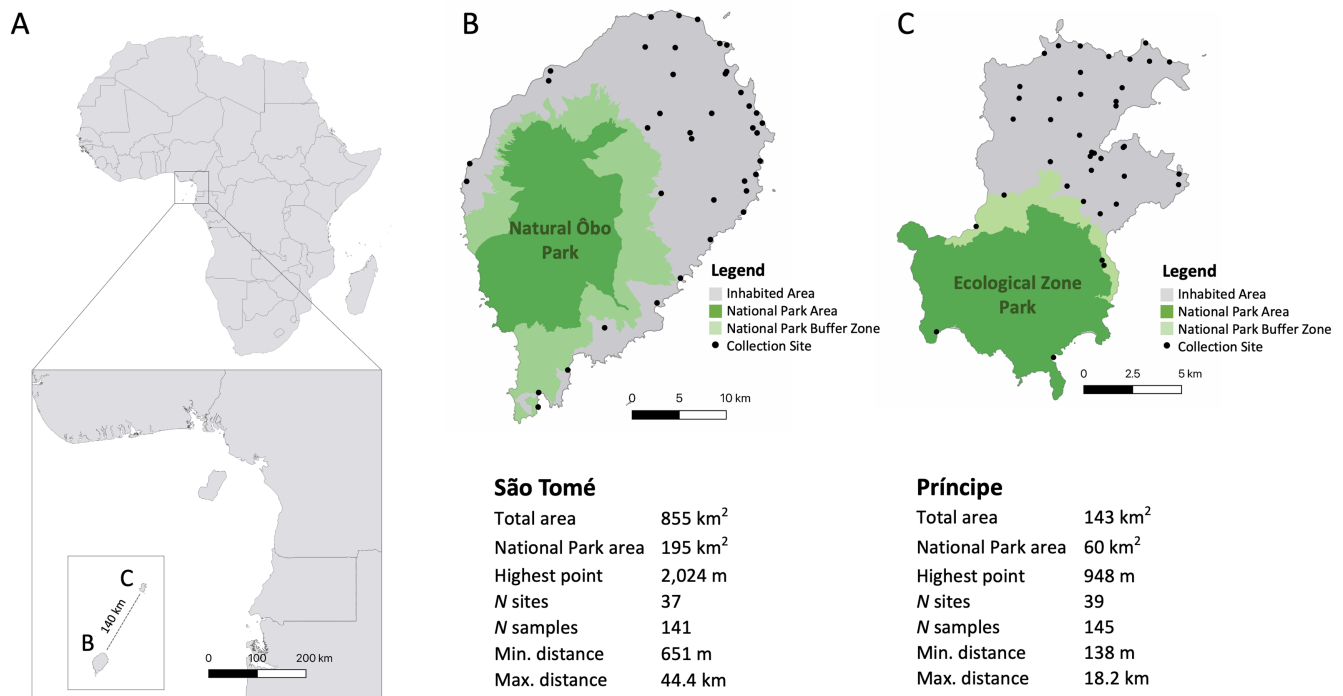 A
B
C
Natural Ôbo
Park
Legend
Inhabited Area
National Park Area
National Park Buffer Zone
Collection Site
0 5 10 km
Ecological Zone
Park
Legend
Inhabited Area
National Park Area
National Park Buffer Zone
Collection Site
0 2.5 5 km
C
140 km
B
0 100 200 km
São Tomé
Total area 855 km²
National Park area 195 km²
Highest point 2,024 m
N sites 37
N samples 141
Min. distance 651 m
Max. distance 44.4 km
Príncipe
Total area 143 km²
National Park area 60 km²
Highest point 948 m
N sites 39
N samples 145
Min. distance 138 m
Max. distance 18.2 km